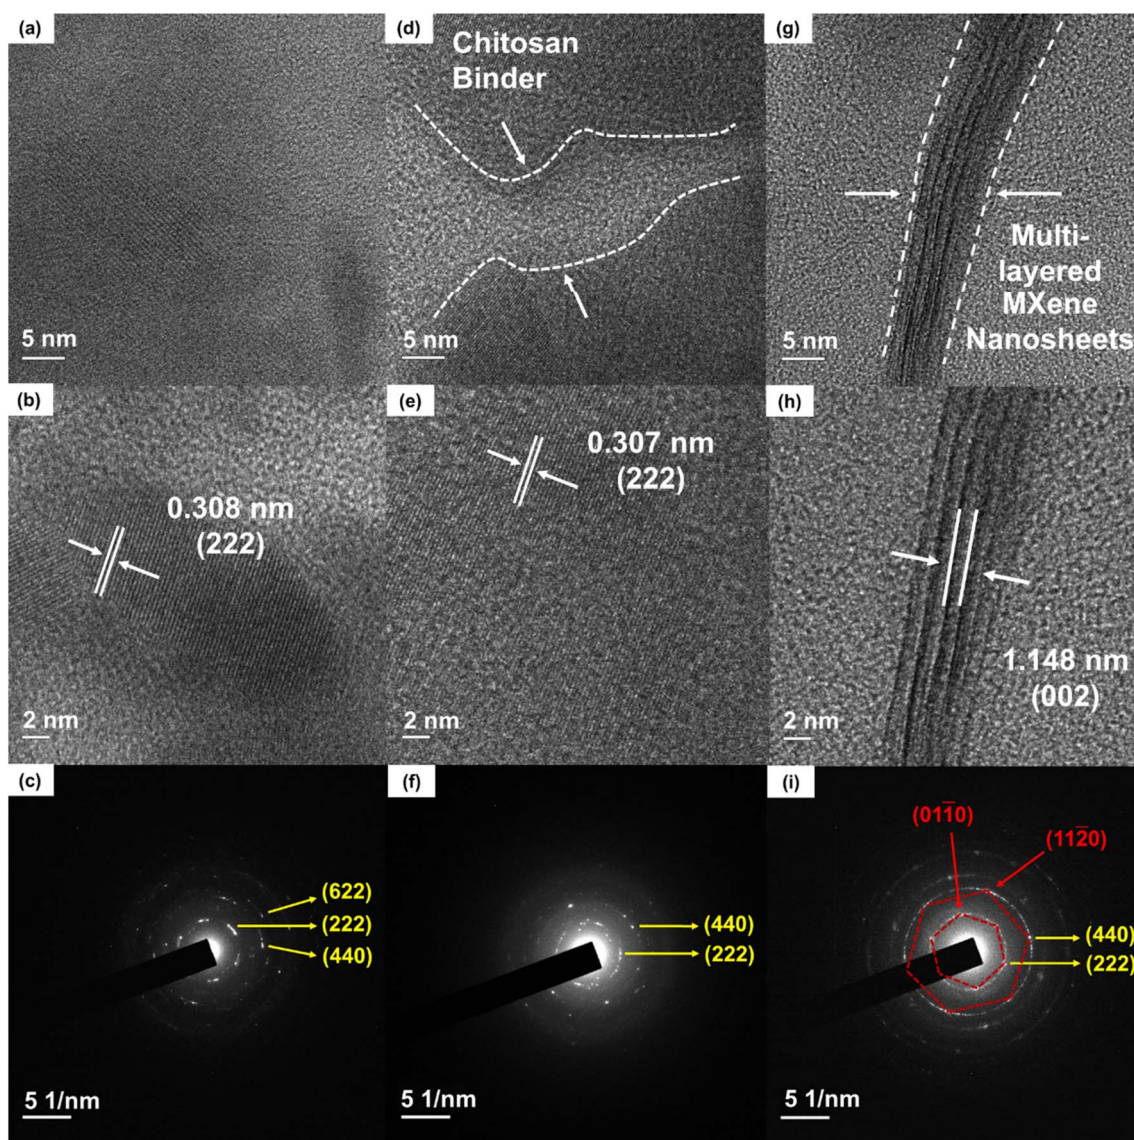 (a)
5 nm
(d)
Chitosan
Binder
5 nm
(g)
Multi-
layered
MXene
Nanosheets
5 nm
(b)
0.308 nm
(222)
2 nm
(e)
0.307 nm
(222)
2 nm
(h)
1.148 nm
(002)
2 nm
(c)
(622)
(222)
(440)
5 1/nm
(f)
(440)
(222)
5 1/nm
(i)
(011̅0)
(112̅0)
(440)
(222)
5 1/nm